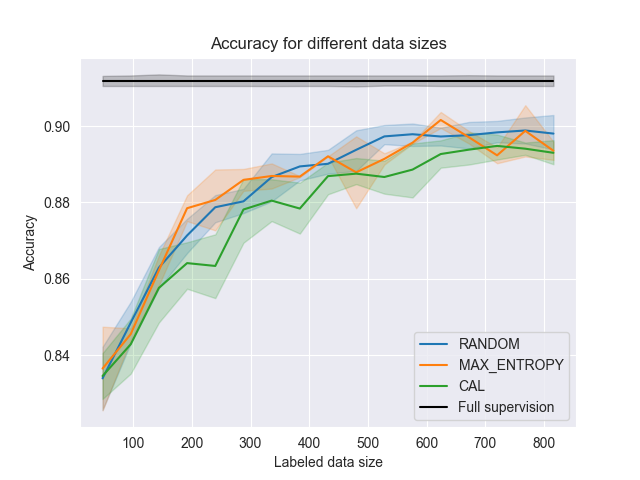 Accuracy for different data sizes
0.90
0.88
0.86
0.84
Accuracy
100 200 300 400 500 600 700 800
Labeled data size
RANDOM
MAX_ENTROPY
CAL
Full supervision